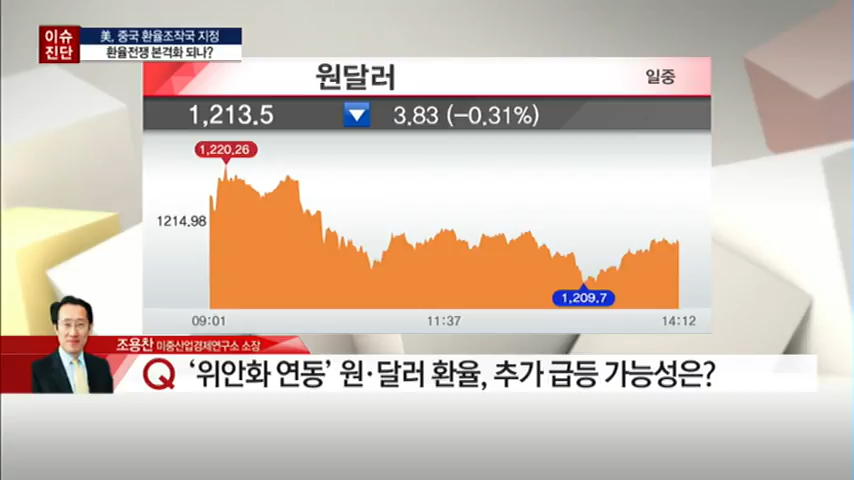 이슈
진단
美, 중국 환율조작국 지정
환율전쟁 본격화 되나?
원달러
일중
1,213.5 3.83 (-0.31%)
1,220.26
1214.98
1,209.7
09:01 11:37 14:12
조용찬 미중산업경제연구소 소장
Q '위안화 연동' 원·달러 환율, 추가 급등 가능성은?